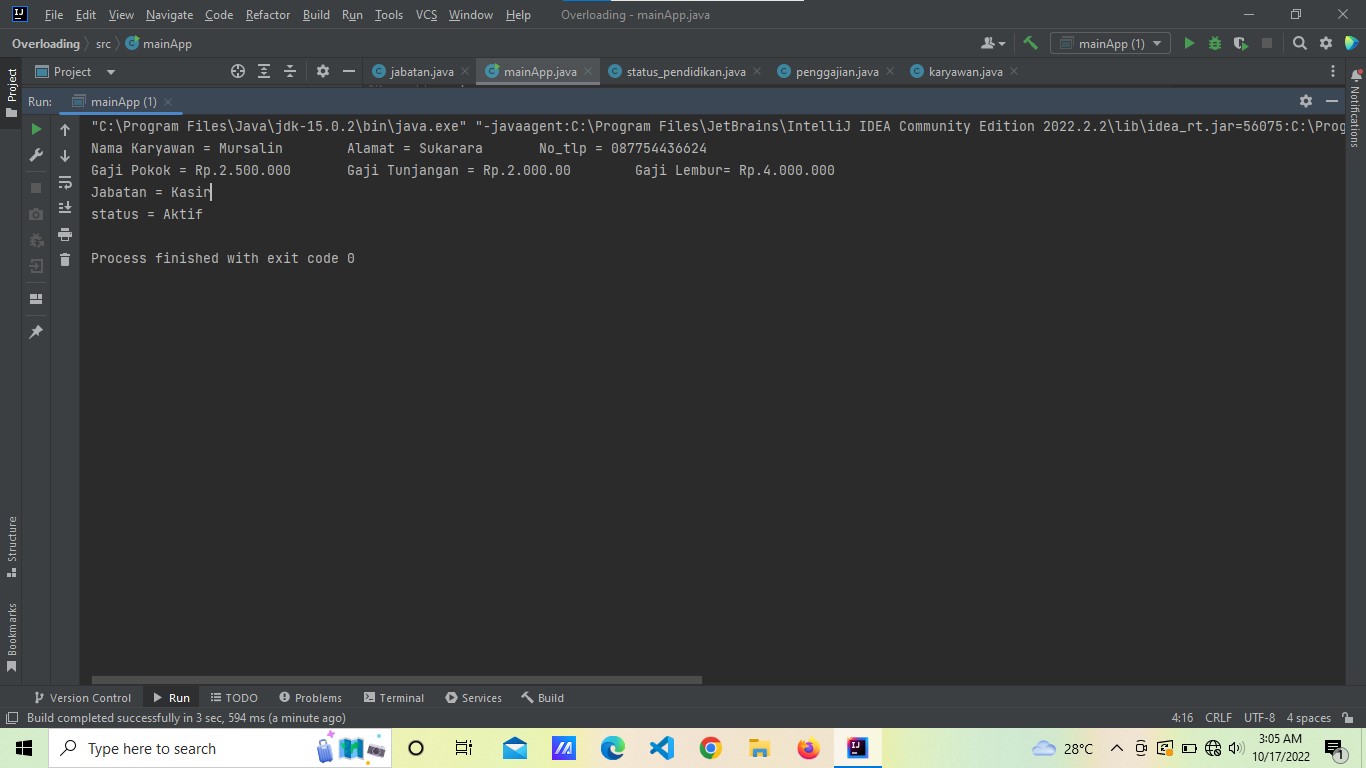 File Edit View Navigate Code Refactor Build Run Tools VCS Window Help Overloading - mainApp.java
Overloading src mainApp mainApp (1)
Project Project jabatan.java mainApp.java status_pendidikan.java penggajian.java karyawan.java Notifications
Run: mainApp (1)
"C:\Program Files\Java\jdk-15.0.2\bin\java.exe" "-javaagent:C:\Program Files\JetBrains\IntelliJ IDEA Community Edition 2022.2.2\lib\idea_rt.jar=56075:C:\Prog
Nama Karyawan = Mursalin Alamat = Sukarara No_tlp = 087754436624
Gaji Pokok = Rp.2.500.000 Gaji Tunjangan = Rp.2.000.00 Gaji Lembur= Rp.4.000.000
Jabatan = Kasir
status = Aktif
Process finished with exit code 0
Structure
Bookmarks
Version Control Run TODO Problems Terminal Services Build
Build completed successfully in 3 sec, 594 ms (a minute ago) 4:16 CRLF UTF-8 4 spaces
Type here to search 28°C 3:05 AM
10/17/2022 1